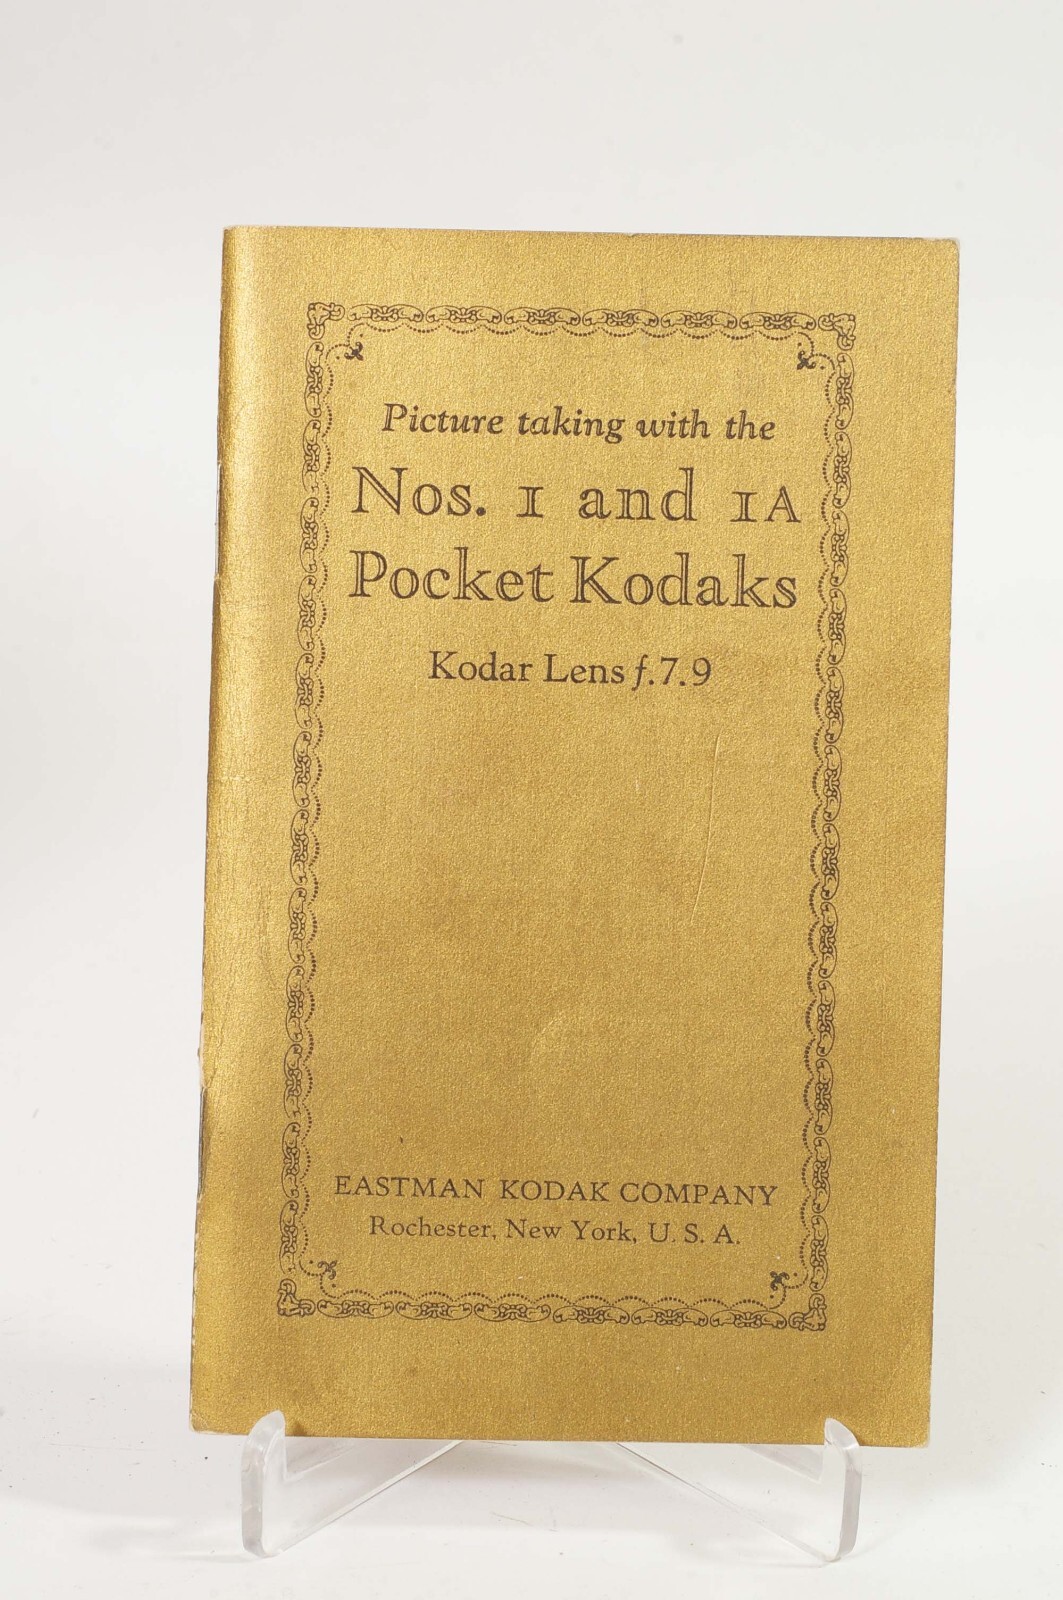 Picture taking with the
Nos. 1 and 1A
Pocket Kodaks
Kodar Lens f.7.9
EASTMAN KODAK COMPANY
Rochester, New York, U. S. A.